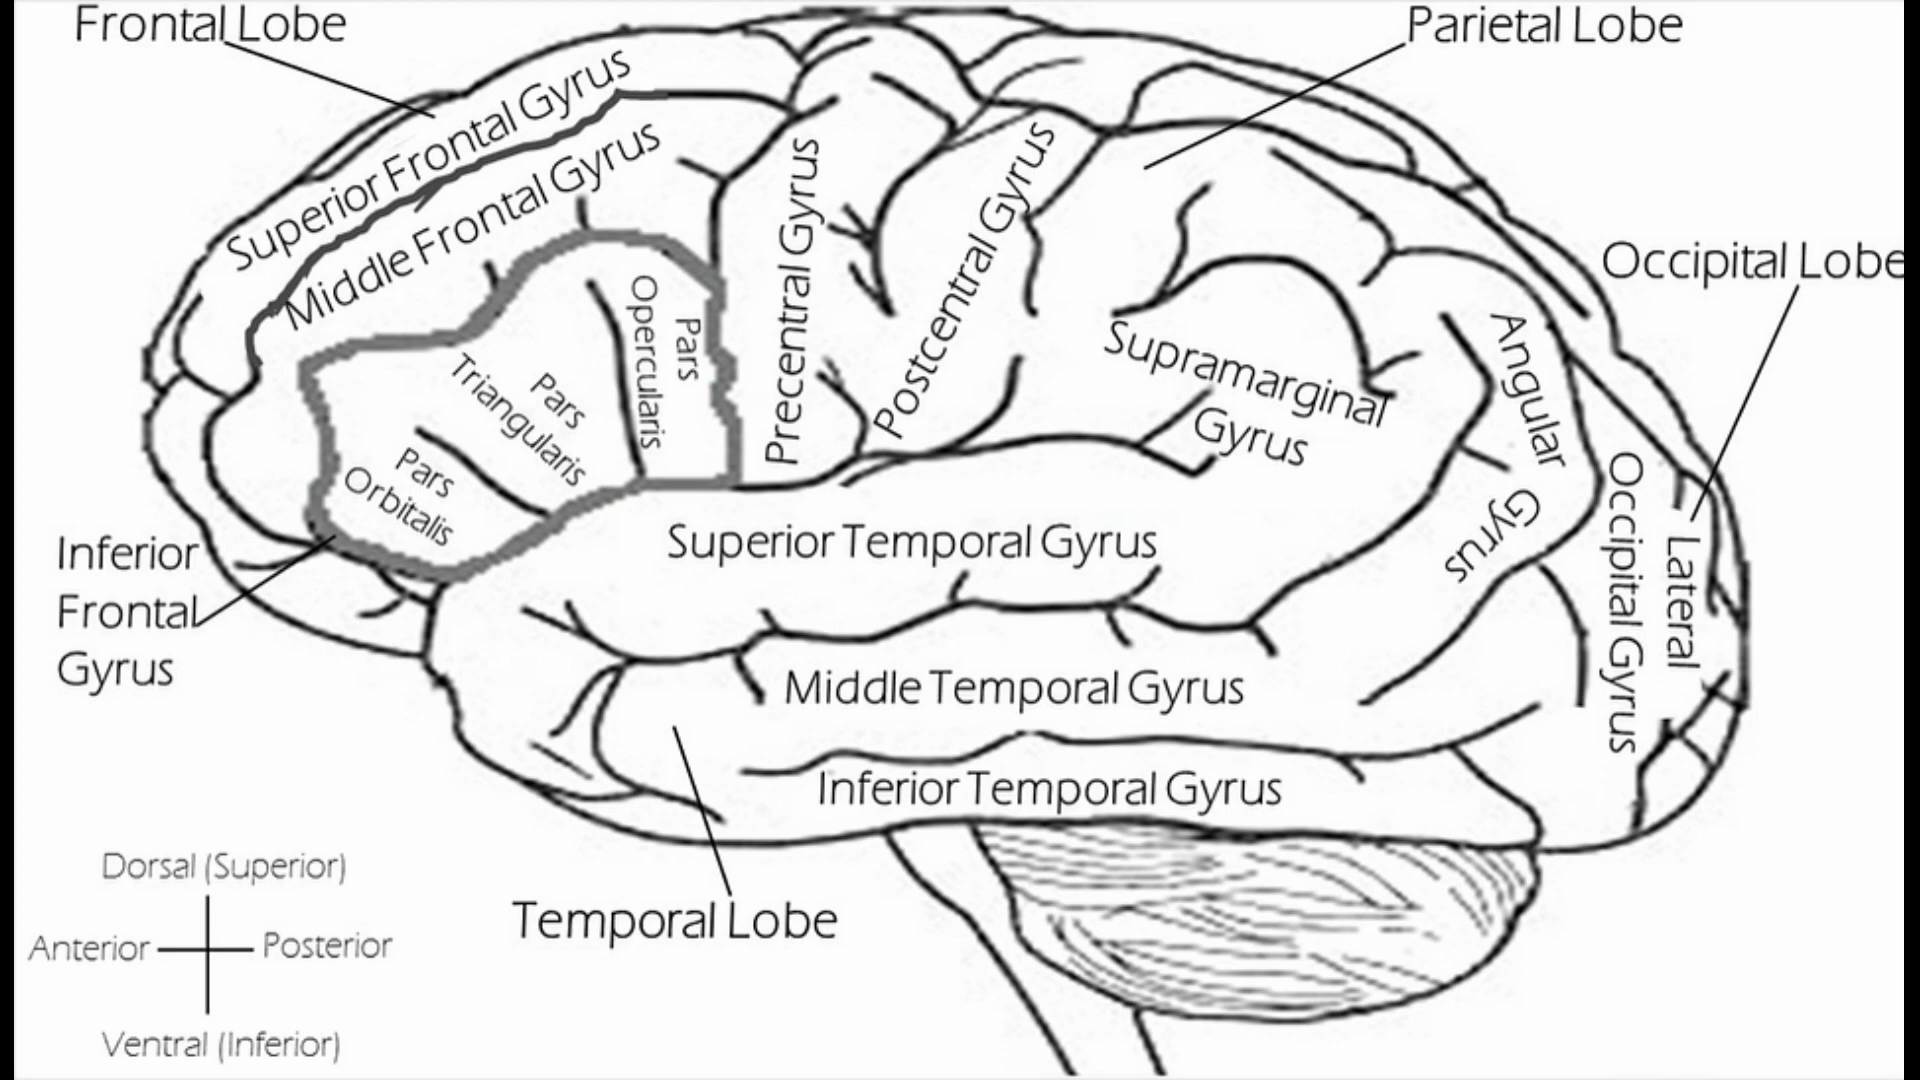 Frontal Lobe
Parietal Lobe
Superior Frontal Gyrus
Middle Frontal Gyrus
Precentral Gyrus
Postcentral Gyrus
Occipital Lobe
Pars
Opercularis
Pars
Triangularis
Pars
Orbitalis
Supramarginal
Gyrus
Angular
Gyrus
Lateral
Occipital Gyrus
Inferior
Frontal
Gyrus
Superior Temporal Gyrus
Middle Temporal Gyrus
Inferior Temporal Gyrus
Temporal Lobe
Dorsal (Superior)
Anterior
Posterior
Ventral (Inferior)